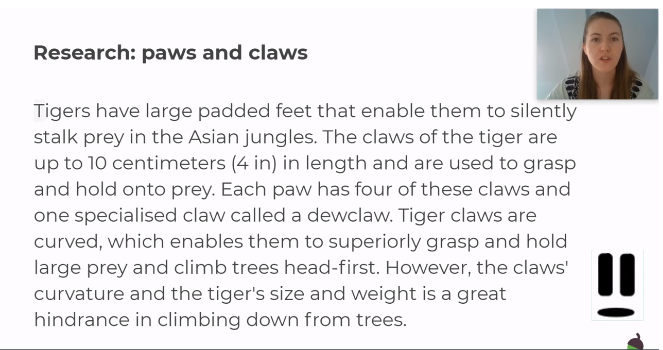 Research: paws and claws
Tigers have large padded feet that enable them to silently
stalk prey in the Asian jungles. The claws of the tiger are
up to 10 centimeters (4 in) in length and are used to grasp
and hold onto prey. Each paw has four of these claws and
one specialised claw called a dewclaw. Tiger claws are
curved, which enables them to superiorly grasp and hold
large prey and climb trees head-first. However, the claws'
curvature and the tiger's size and weight is a great
hindrance in climbing down from trees.